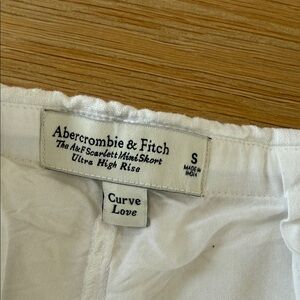 Abercrombie & Fitch
The A&F Scarlett Mini Short
Ultra High Rise
S
MADE IN
INDIA
Curve
Love